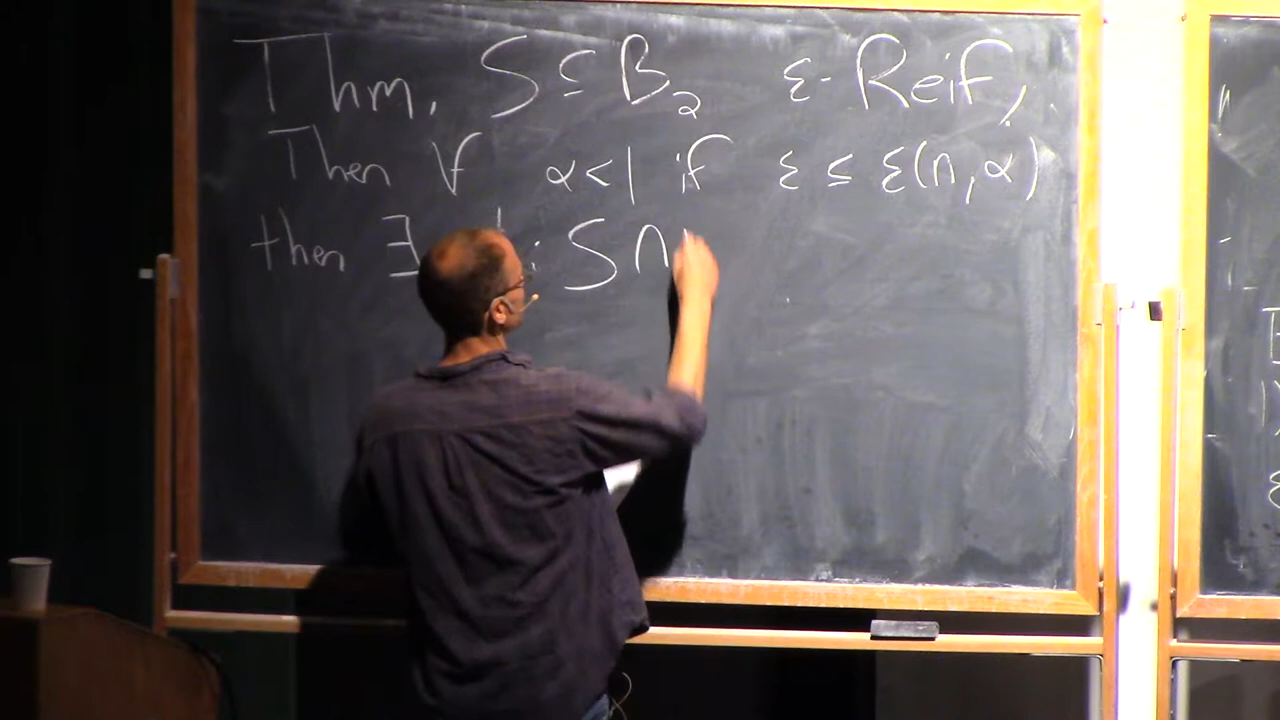 Thm. S ⊆ B₂ ε-Reif,
Then ∀ α<1 if ε ≤ ε(n,α)
then ∃ : S ∩